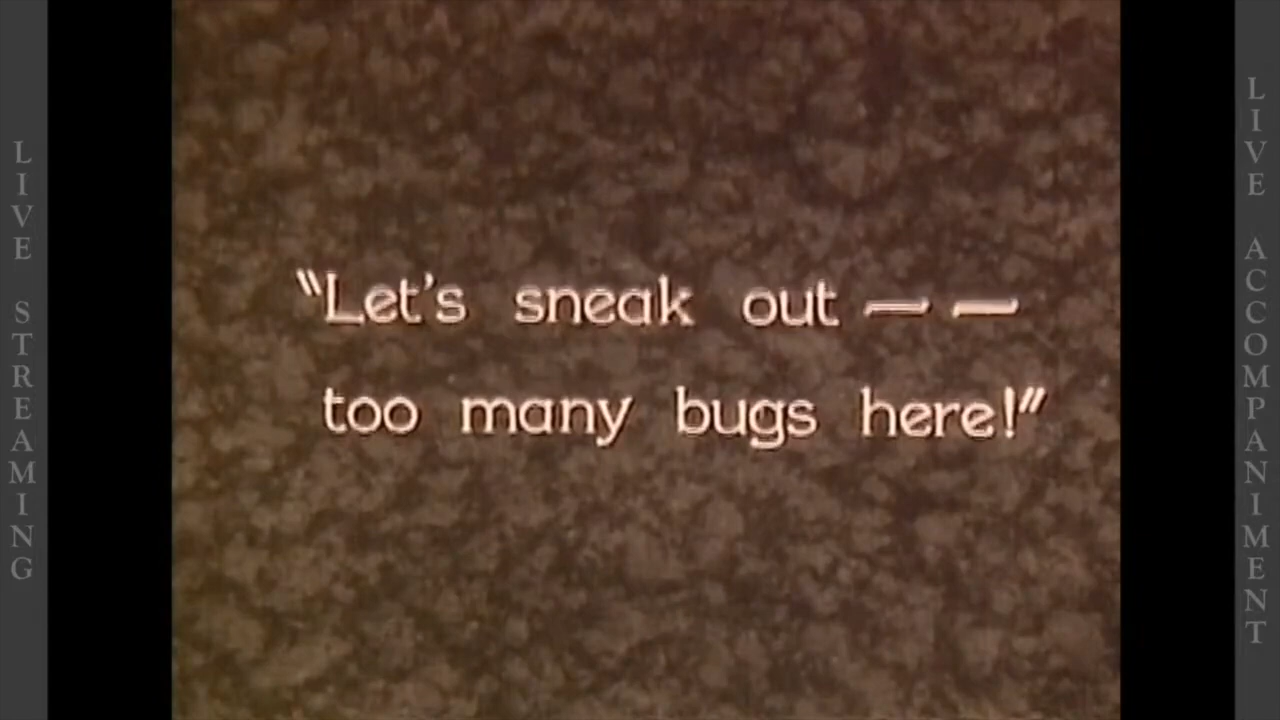 LIVE STREAMING
“Let's sneak out — —
too many bugs here!”
LIVE ACCOMPANIMENT